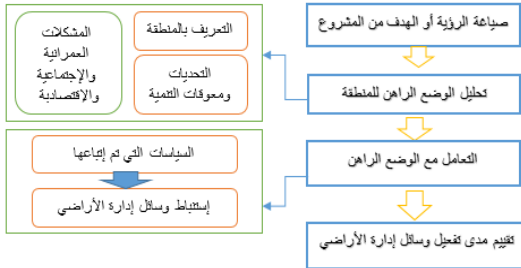 صياغة الرؤية أو الهدف من المشروع
تحليل الوضع الراهن للمنطقة
التعريف بالمنطقة
التحديات
ومعوقات التنمية
المشكلات
العمرانية
والإجتماعية
والإقتصادية
التعامل مع الوضع الراهن
السياسات التي تم إتباعها
إستنباط وسائل إدارة الأراضي
تقييم مدى تفعيل وسائل إدارة الأراضي